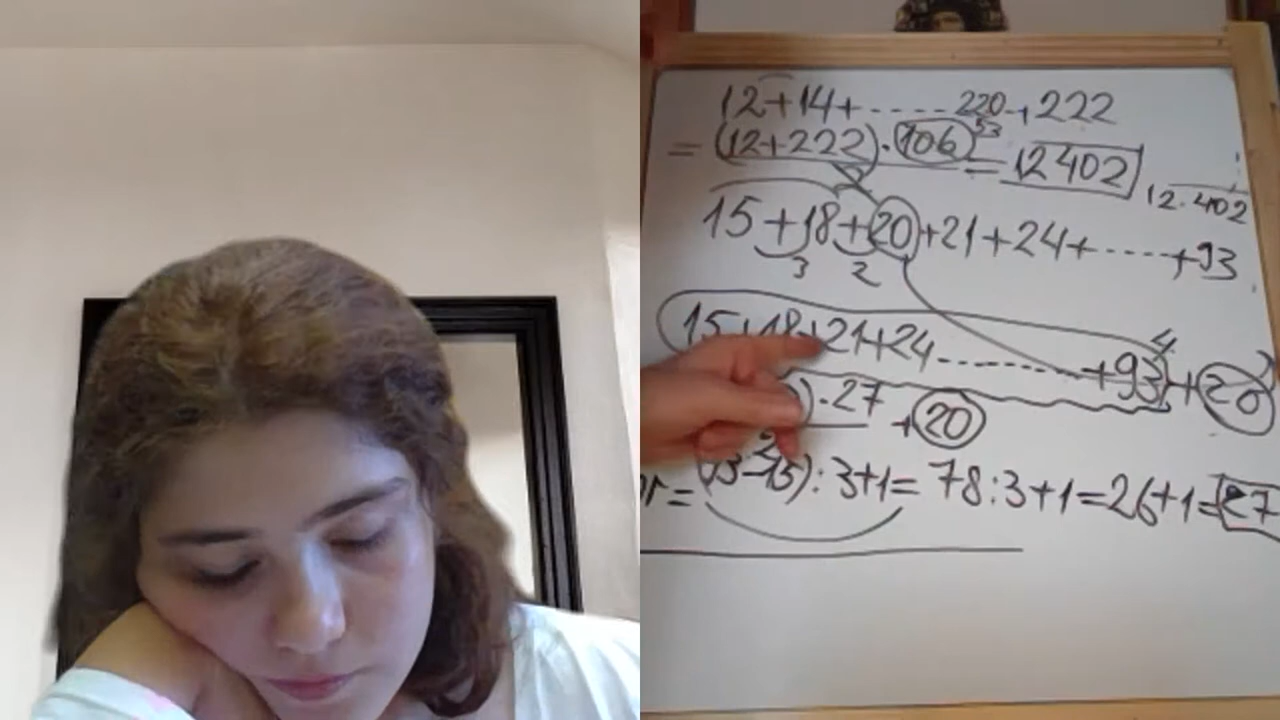 12+14+ ...... 220+222
= (12+222)·106 53 = 12402
12·402
15+18+20+21+24+.....+93
3 2
15+18+21+24 .......... +93+20
)·27 +20
15):3+1= 78:3+1=26+1=27